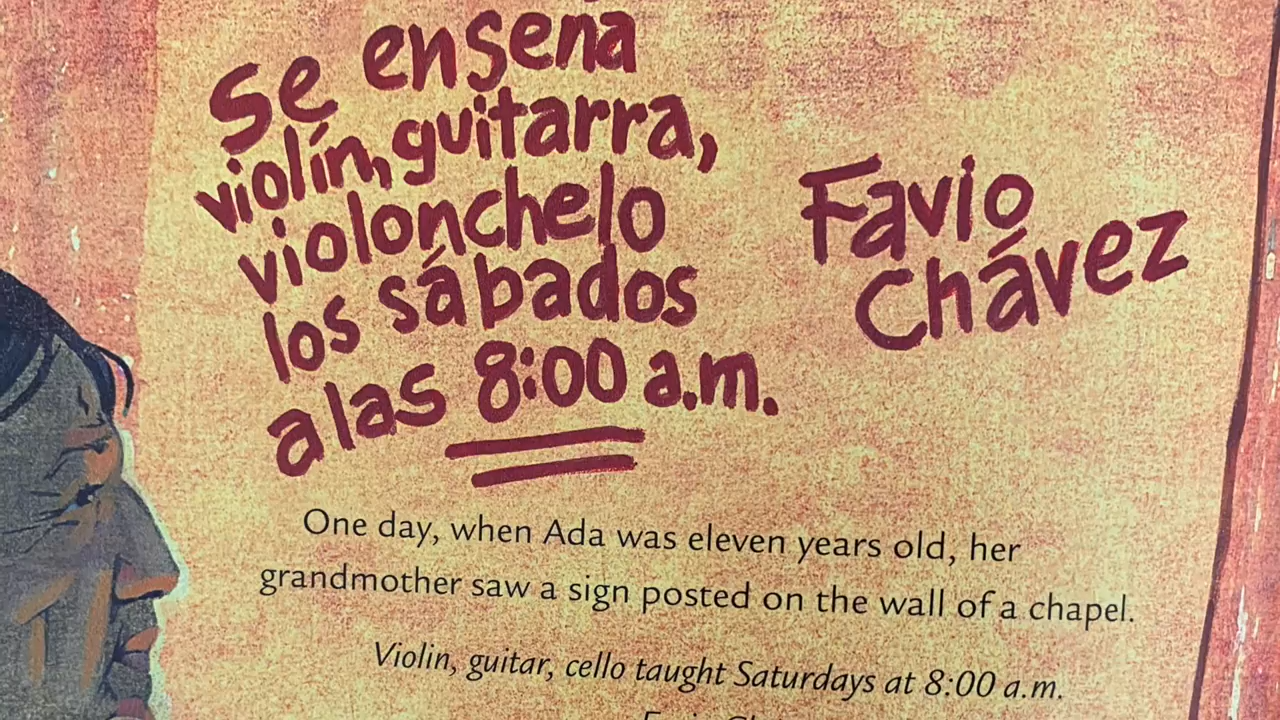 Se enseña
violín, guitarra,
violonchelo
los sábados
a las 8:00 a.m.
Favio
Chávez
One day, when Ada was eleven years old, her
grandmother saw a sign posted on the wall of a chapel.
Violin, guitar, cello taught Saturdays at 8:00 a.m.